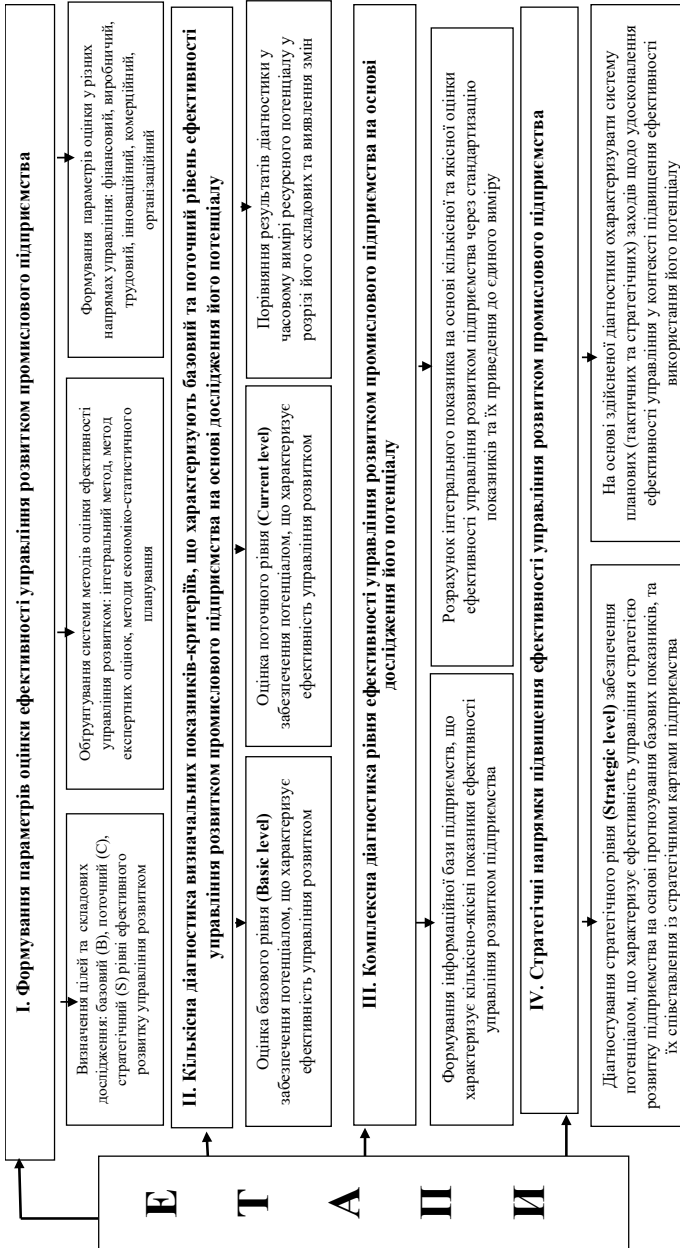 Е
Т
А
П
И
І. Формування параметрів оцінки ефективності управління розвитком промислового підприємства
Визначення цілей та складових
дослідження: базовий (В), поточний (С),
стратегічний (S) рівні ефективного
розвитку управління розвитком
Обґрунтування системи методів оцінки ефективності
управління розвитком: інтегральний метод, метод
експертних оцінок, методи економіко-статистичного
планування
Формування параметрів оцінки у різних
напрямах управління: фінансовий, виробничий,
трудовий, інноваційний, комерційний,
організаційний
ІІ. Кількісна діагностика визначальних показників-критеріїв, що характеризують базовий та поточний рівень ефективності
управління розвитком промислового підприємства на основі дослідження його потенціалу
Оцінка базового рівня (Basic level)
забезпечення потенціалом, що характеризує
ефективність управління розвитком
Оцінка поточного рівня (Current level)
забезпечення потенціалом, що характеризує
ефективність управління розвитком
Порівняння результатів діагностики у
часовому вимірі ресурсного потенціалу у
розрізі його складових та виявлення змін
ІІІ. Комплексна діагностика рівня ефективності управління розвитком промислового підприємства на основі
дослідження його потенціалу
Формування інформаційної бази підприємств, що
характеризує кількісно-якісні показники ефективності
управління розвитком підприємства
Розрахунок інтегрального показника на основі кількісної та якісної оцінки
ефективності управління розвитком підприємства через стандартизацію
показників та їх приведення до єдиного виміру
IV. Стратегічні напрямки підвищення ефективності управління розвитком промислового підприємства
Діагностування стратегічного рівня (Strategic level) забезпечення
потенціалом, що характеризує ефективність управління стратегією
розвитку підприємства на основі прогнозування базових показників, та
їх співставлення із стратегічними картами підприємства
На основі здійсненої діагностики охарактеризувати систему
планових (тактичних та стратегічних) заходів щодо удосконалення
ефективності управління у контексті підвищення ефективності
використання його потенціалу